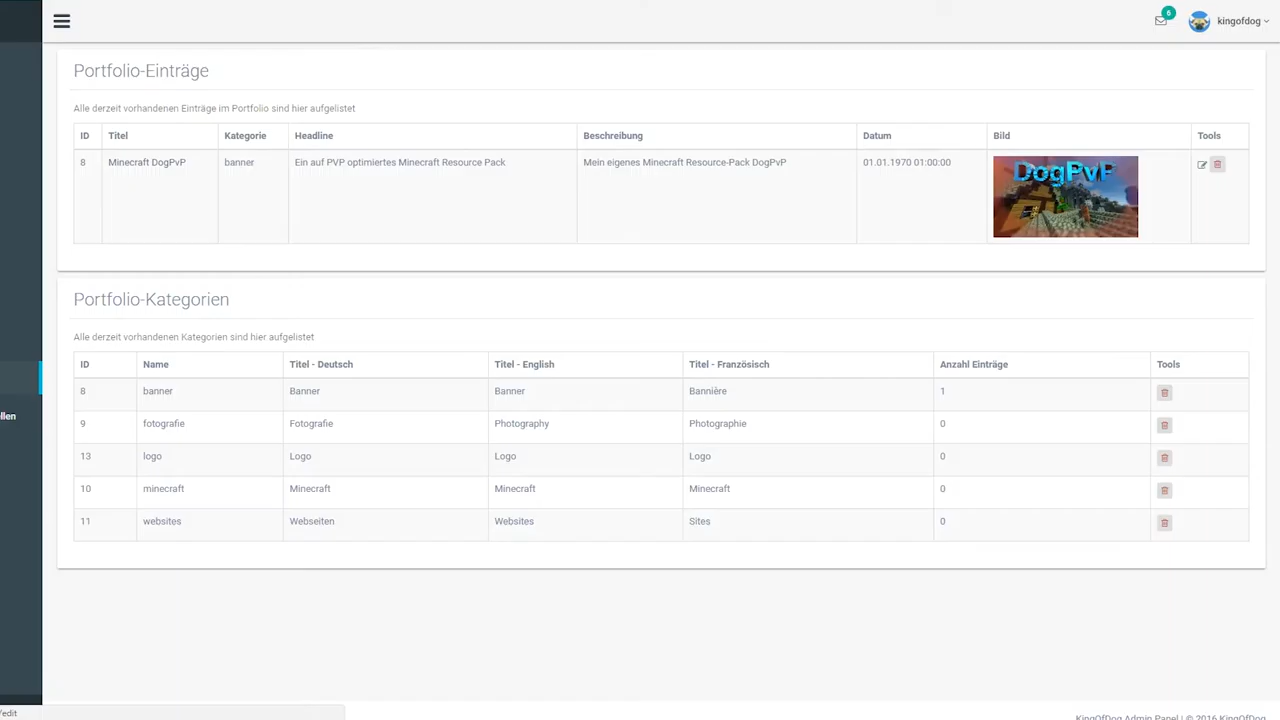 6
kingofdog
Portfolio-Einträge
Alle derzeit vorhandenen Einträge im Portfolio sind hier aufgelistet
ID Titel Kategorie Headline Beschreibung Datum Bild Tools
8 Minecraft DogPvP banner Ein auf PVP optimiertes Minecraft Resource Pack Mein eigenes Minecraft Resource-Pack DogPvP 01.01.1970 01:00:00
DogPvP
Portfolio-Kategorien
Alle derzeit vorhandenen Kategorien sind hier aufgelistet
ID Name Titel - Deutsch Titel - English Titel - Französisch Anzahl Einträge Tools
8 banner Banner Banner Bannière 1
9 fotografie Fotografie Photography Photographie 0
llen
13 logo Logo Logo Logo 0
10 minecraft Minecraft Minecraft Minecraft 0
11 websites Webseiten Websites Sites 0
/edit
KingOfDog Admin Panel | © 2016 KingOfDog